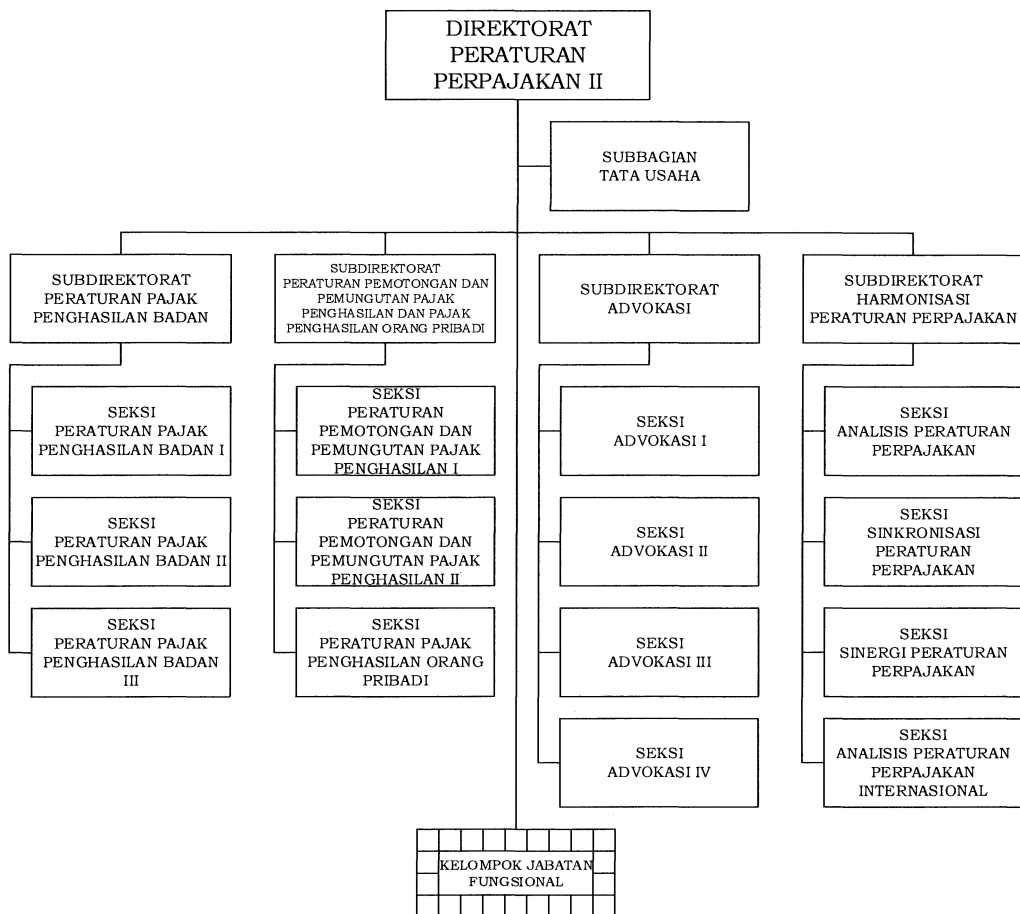 DIREKTORAT
PERATURAN
PERPAJAKAN II
SUBBAGIAN
TATA USAHA
SUBDIREKTORAT
PERATURAN PAJAK
PENGHASILAN BADAN
SUBDIREKTORAT
PERATURAN PEMOTONGAN DAN
PEMUNGUTAN PAJAK
PENGHASILAN DAN PAJAK
PENGHASILAN ORANG PRIBADI
SUBDIREKTORAT
ADVOKASI
SUBDIREKTORAT
HARMONISASI
PERATURAN PERPAJAKAN
SEKSI
PERATURAN PAJAK
PENGHASILAN BADAN I
SEKSI
PERATURAN PAJAK
PENGHASILAN BADAN II
SEKSI
PERATURAN PAJAK
PENGHASILAN BADAN
III
SEKSI
PERATURAN
PEMOTONGAN DAN
PEMUNGUTAN PAJAK
PENGHASILAN I
SEKSI
PERATURAN
PEMOTONGAN DAN
PEMUNGUTAN PAJAK
PENGHASILAN II
SEKSI
PERATURAN PAJAK
PENGHASILAN ORANG
PRIBADI
SEKSI
ADVOKASI I
SEKSI
ADVOKASI II
SEKSI
ADVOKASI III
SEKSI
ADVOKASI IV
SEKSI
ANALISIS PERATURAN
PERPAJAKAN
SEKSI
SINKRONISASI
PERATURAN
PERPAJAKAN
SEKSI
SINERGI PERATURAN
PERPAJAKAN
SEKSI
ANALISIS PERATURAN
PERPAJAKAN
INTERNASIONAL
KELOMPOK JABATAN
FUNGSIONAL